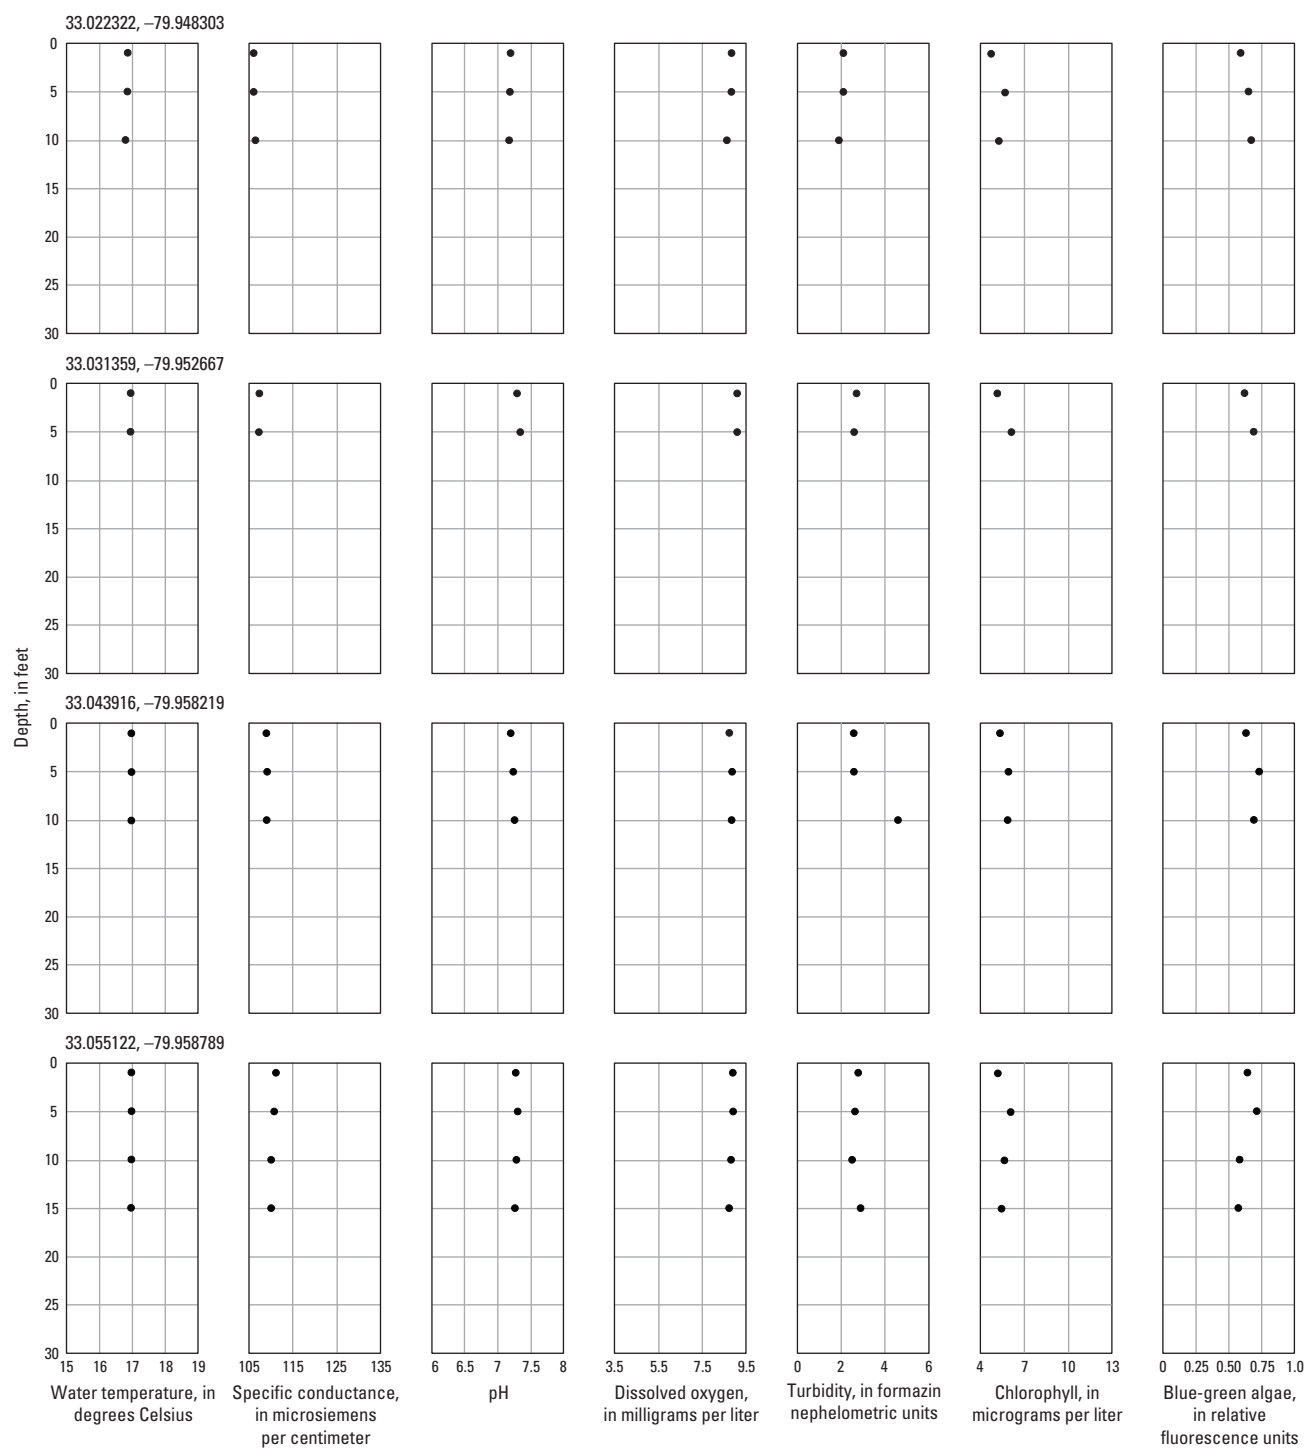 33.022322, –79.948303
0
5
10
15
20
25
30
33.031359, –79.952667
0
5
10
15
20
25
30
Depth, in feet
33.043916, –79.958219
0
5
10
15
20
25
30
33.055122, –79.958789
0
5
10
15
20
25
30
15 16 17 18 19
105 115 125 135
6 6.5 7 7.5 8
3.5 5.5 7.5 9.5
0 2 4 6
4 7 10 13
0 0.25 0.50 0.75 1.0
Water temperature, in
degrees Celsius
Specific conductance,
in microsiemens
per centimeter
pH
Dissolved oxygen,
in milligrams per liter
Turbidity, in formazin
nephelometric units
Chlorophyll, in
micrograms per liter
Blue-green algae,
in relative
fluorescence units